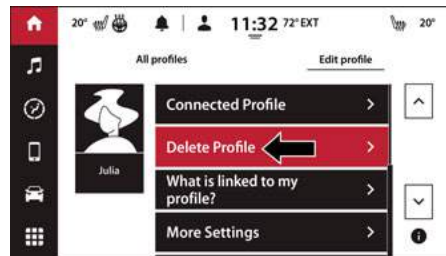 20° 11:32 72° EXT 20°
All profiles Edit profile
Connected Profile
Julia
Delete Profile
What is linked to my
profile?
More Settings